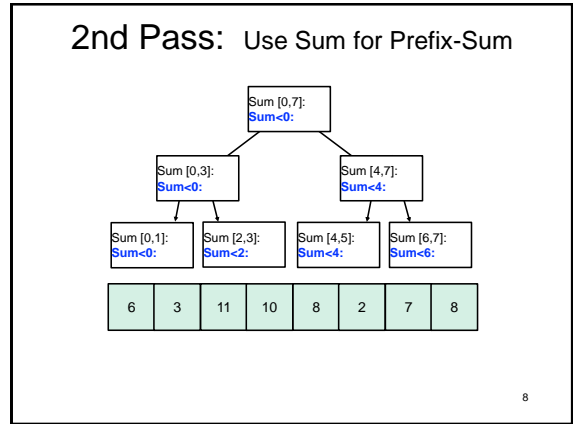 2nd Pass: Use Sum for Prefix-Sum
Sum [0,7]:
Sum<0:
Sum [0,3]:
Sum<0:
Sum [4,7]:
Sum<4:
Sum [0,1]:
Sum<0:
Sum [2,3]:
Sum<2:
Sum [4,5]:
Sum<4:
Sum [6,7]:
Sum<6:
6 3 11 10 8 2 7 8
8